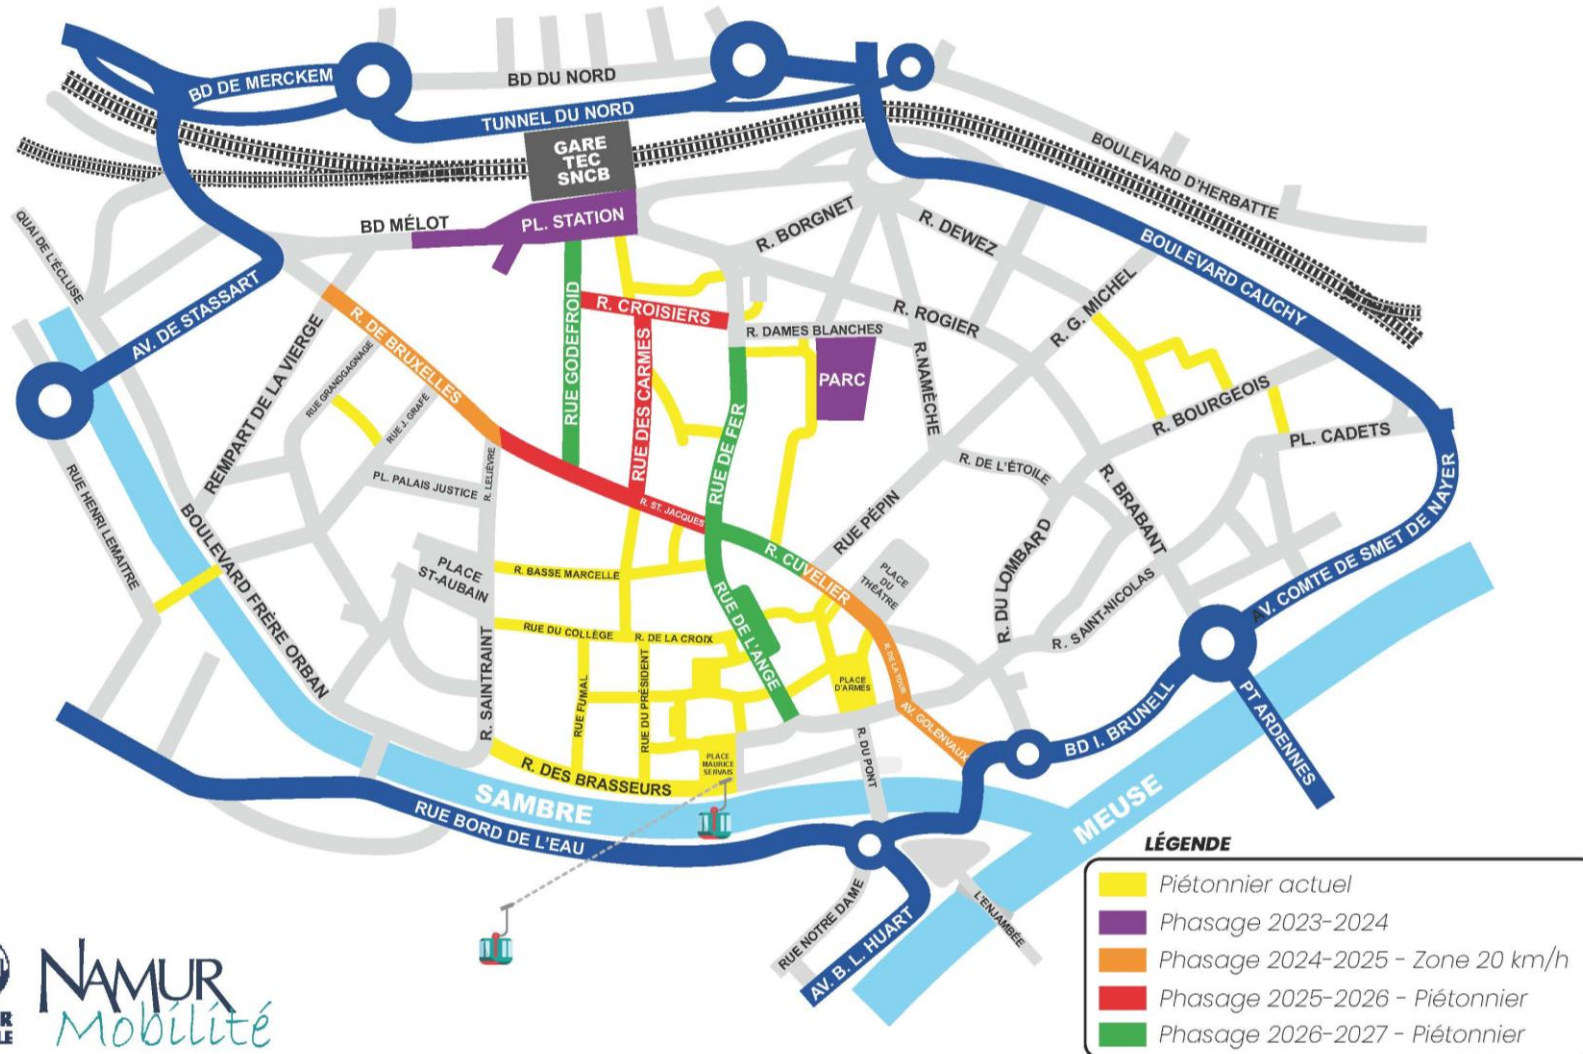 BD DE MERCKEM
BD DU NORD
TUNNEL DU NORD
GARE
TEC
SNCB
BOULEVARD D'HERBATTE
QUAI DE L'ÉCLUSE
BD MÉLOT
PL. STATION
R. BORGNET
R. DEWEZ
BOULEVARD CAUCHY
AV. DE STASSART
R. DE BRUXELLES
RUE GODEFROID
R. CROISIERS
R. DAMES BLANCHES
R. ROGIER
R. G. MICHEL
REMPART DE LA VIERGE
RUE GRANDGAGNAGE
RUE J. GRAFÉ
RUE DES CARMES
RUE DE FER
PARC
R.NAMÈCHE
R. BOURGEOIS
PL. CADETS
RUE HENRI LEMAITRE
PL. PALAIS JUSTICE
R. LELIÈVRE
R. ST. JACQUES
RUE PÉPIN
R. DE L'ÉTOILE
R. BRABANT
BOULEVARD FRÈRE ORBAN
PLACE
ST-AUBAIN
R. BASSE MARCELLE
R. CUVELIER
PLACE
DU
THÉÂTRE
R. DU LOMBARD
R. SAINT-NICOLAS
AV. COMTE DE SMET DE NAYER
R. SAINTRAINT
RUE DU COLLÈGE
R. DE LA CROIX
RUE DE L'ANGE
RUE FUMAL
RUE DU PRÉSIDENT
PLACE
D'ARMES
R. DE LA TOUR
AV. GOLENVAUX
R. DES BRASSEURS
PLACE
MAURICE
SERVAIS
R. DU PONT
BD I. BRUNELL
PT ARDENNES
SAMBRE
MEUSE
RUE BORD DE L'EAU
RUE NOTRE DAME
AV. B. L. HUART
L'ENJAMBÉE
LÉGENDE
Piétonnier actuel
Phasage 2023-2024
Phasage 2024-2025 - Zone 20 km/h
Phasage 2025-2026 - Piétonnier
Phasage 2026-2027 - Piétonnier
NAMUR
Mobilité